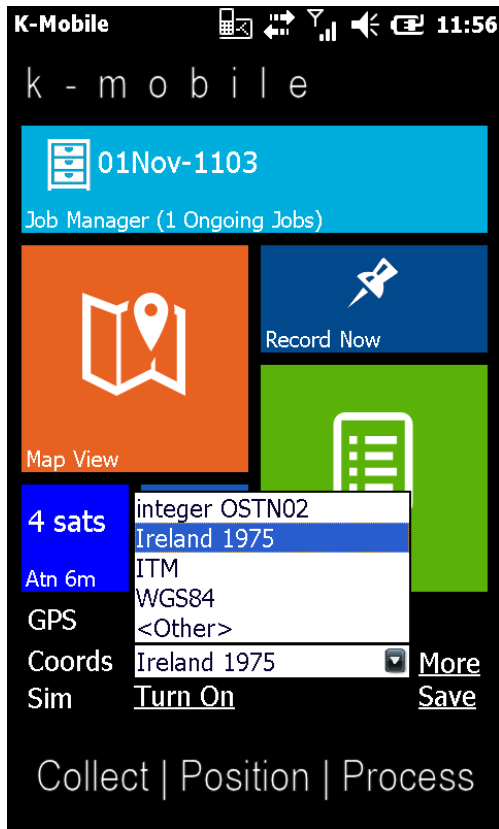 K-Mobile 11:56
k - m o b i l e
01Nov-1103
Job Manager (1 Ongoing Jobs)
Record Now
Map View
4 sats
Atn 6m
integer OSTN02
Ireland 1975
ITM
WGS84
<Other>
GPS
Coords Ireland 1975 More
Sim Turn On Save
Collect | Position | Process